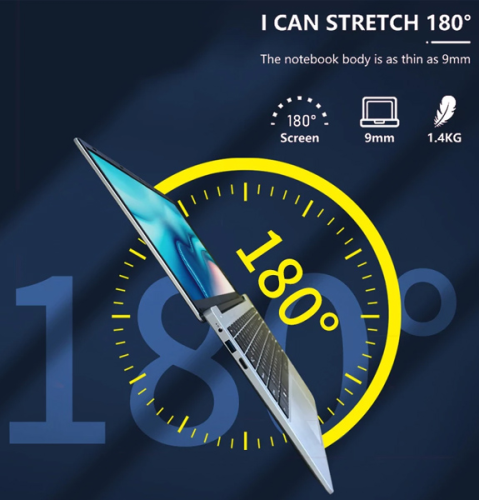 I CAN STRETCH 180°
The notebook body is as thin as 9mm
180°
Screen
9mm
1.4KG
180°
180°